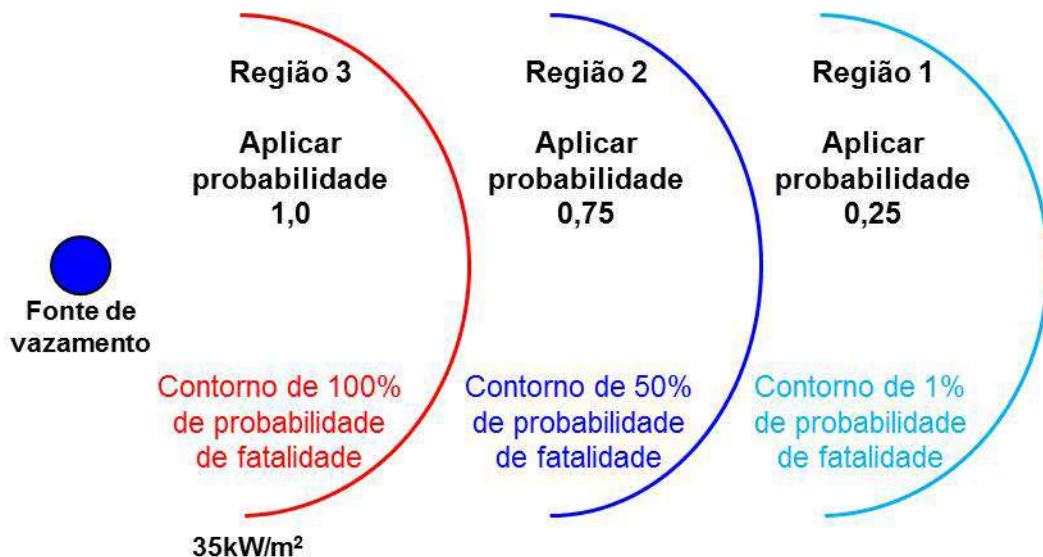 Região 3
Aplicar
probabilidade
1,0
Região 2
Aplicar
probabilidade
0,75
Região 1
Aplicar
probabilidade
0,25
Fonte de
vazamento
Contorno de 100%
de probabilidade
de fatalidade
Contorno de 50%
de probabilidade
de fatalidade
Contorno de 1%
de probabilidade
de fatalidade
35kW/m²